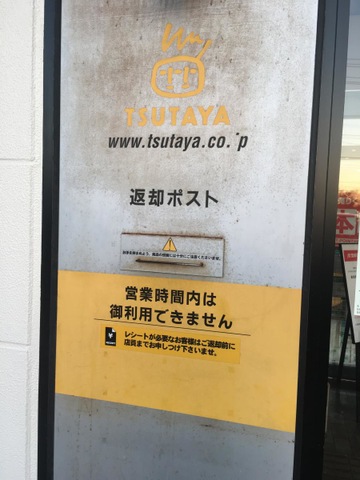 TSUTAYA
www.tsutaya.co.jp
返却ポスト
営業時間内は
御利用できません
レシートが必要なお客様はご返却前に
店員までお申しつけ下さいませ。